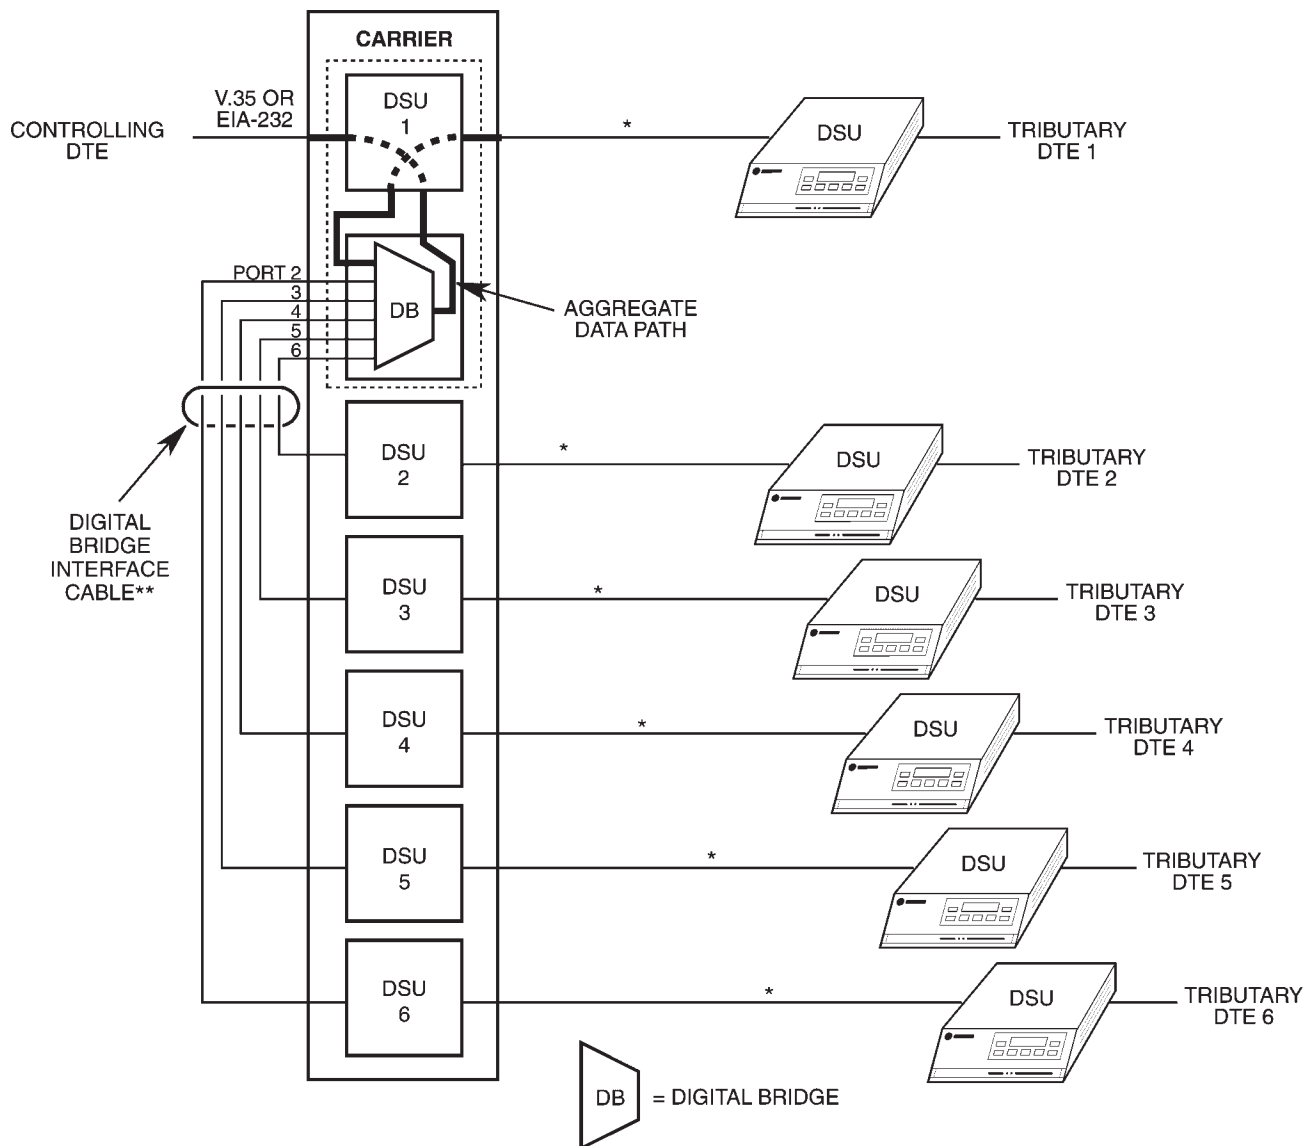 CARRIER
V.35 OR
EIA-232
CONTROLLING
DTE
DSU
1
*
DSU
TRIBUTARY
DTE 1
PORT 2
3
4
5
6
DB
AGGREGATE
DATA PATH
DIGITAL
BRIDGE
INTERFACE
CABLE**
DSU
2
*
DSU
TRIBUTARY
DTE 2
DSU
3
*
DSU
TRIBUTARY
DTE 3
DSU
4
*
DSU
TRIBUTARY
DTE 4
DSU
5
*
DSU
TRIBUTARY
DTE 5
DSU
6
*
DSU
TRIBUTARY
DTE 6
DB = DIGITAL BRIDGE